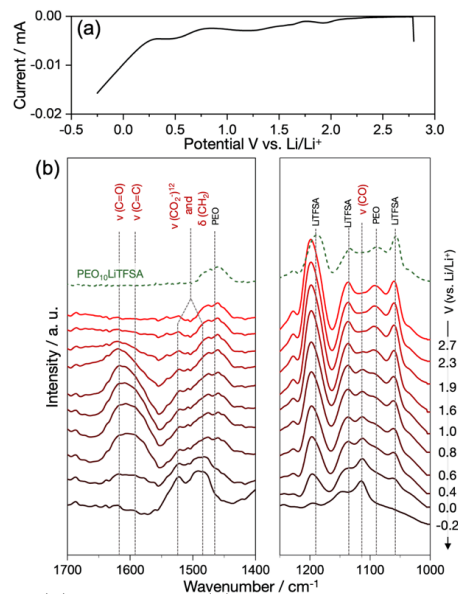 0.00
(a)
-0.01
-0.02
Current / mA
-0.5 0.0 0.5 1.0 1.5 2.0 2.5 3.0
Potential V vs. Li/Li⁺
(b)
ν (C=O)
ν (C=C)
ν (CO₂⁻)¹²
and
δ (CH₂)
PEO
LiTFSA
LiTFSA
ν (CO)
PEO
LiTFSA
PEO₁₀LiTFSA
Intensity / a. u.
V (vs. Li/Li⁺)
2.7
2.3
1.9
1.6
1.0
0.8
0.6
0.4
0.0
-0.2
1700 1600 1500 1400 1200 1100 1000
Wavenumber / cm⁻¹